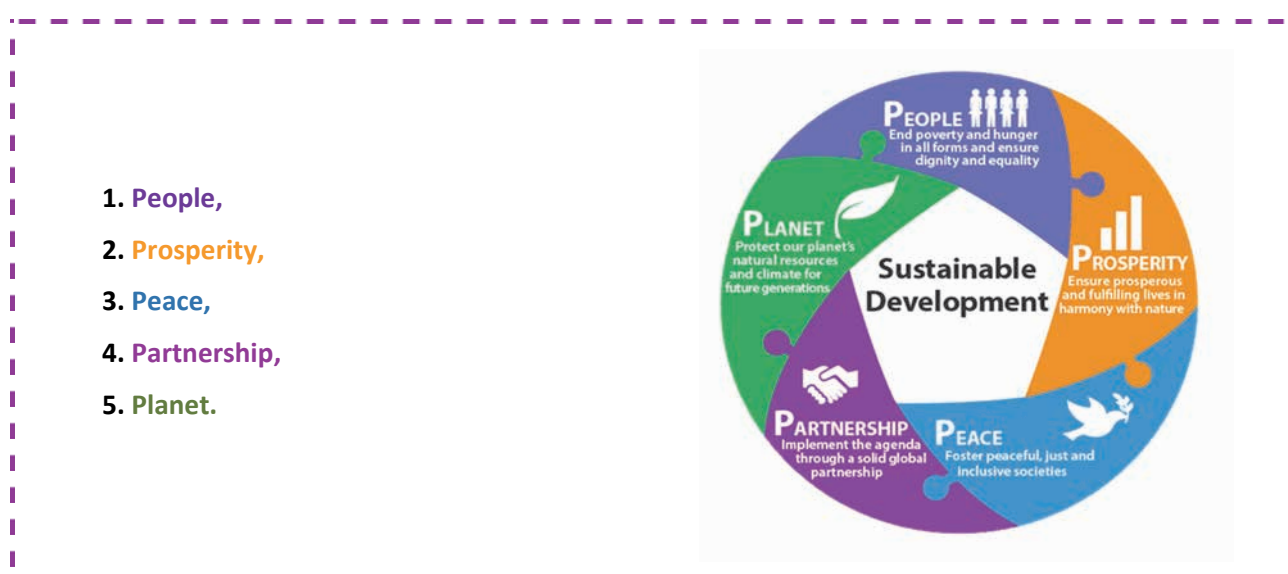 1. People,
2. Prosperity,
3. Peace,
4. Partnership,
5. Planet.
PEOPLE
End poverty and hunger
in all forms and ensure
dignity and equality
PROSPERITY
Ensure prosperous
and fulfilling lives in
harmony with nature
PEACE
Foster peaceful, just and
inclusive societies
PARTNERSHIP
Implement the agenda
through a solid global
partnership
PLANET
Protect our planet's
natural resources
and climate for
future generations
Sustainable
Development